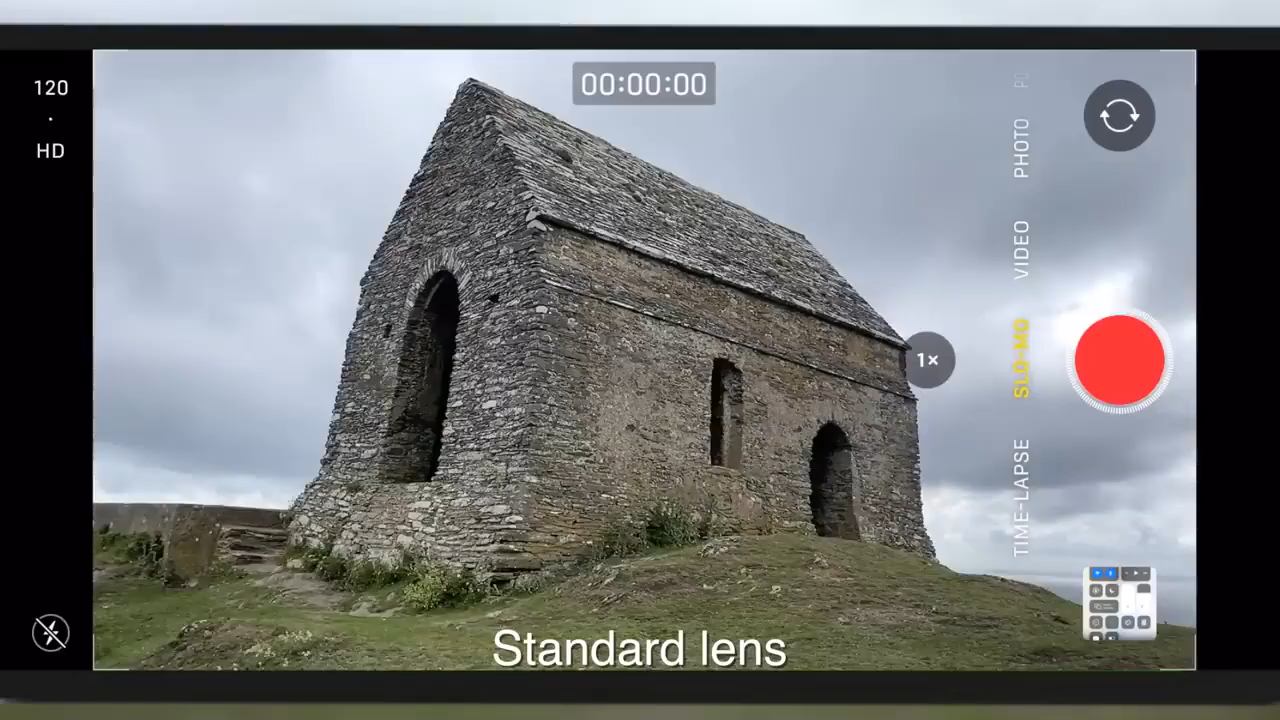 120
·
HD
00:00:00
PHOTO
VIDEO
SLO-MO
TIME-LAPSE
1×
Standard lens